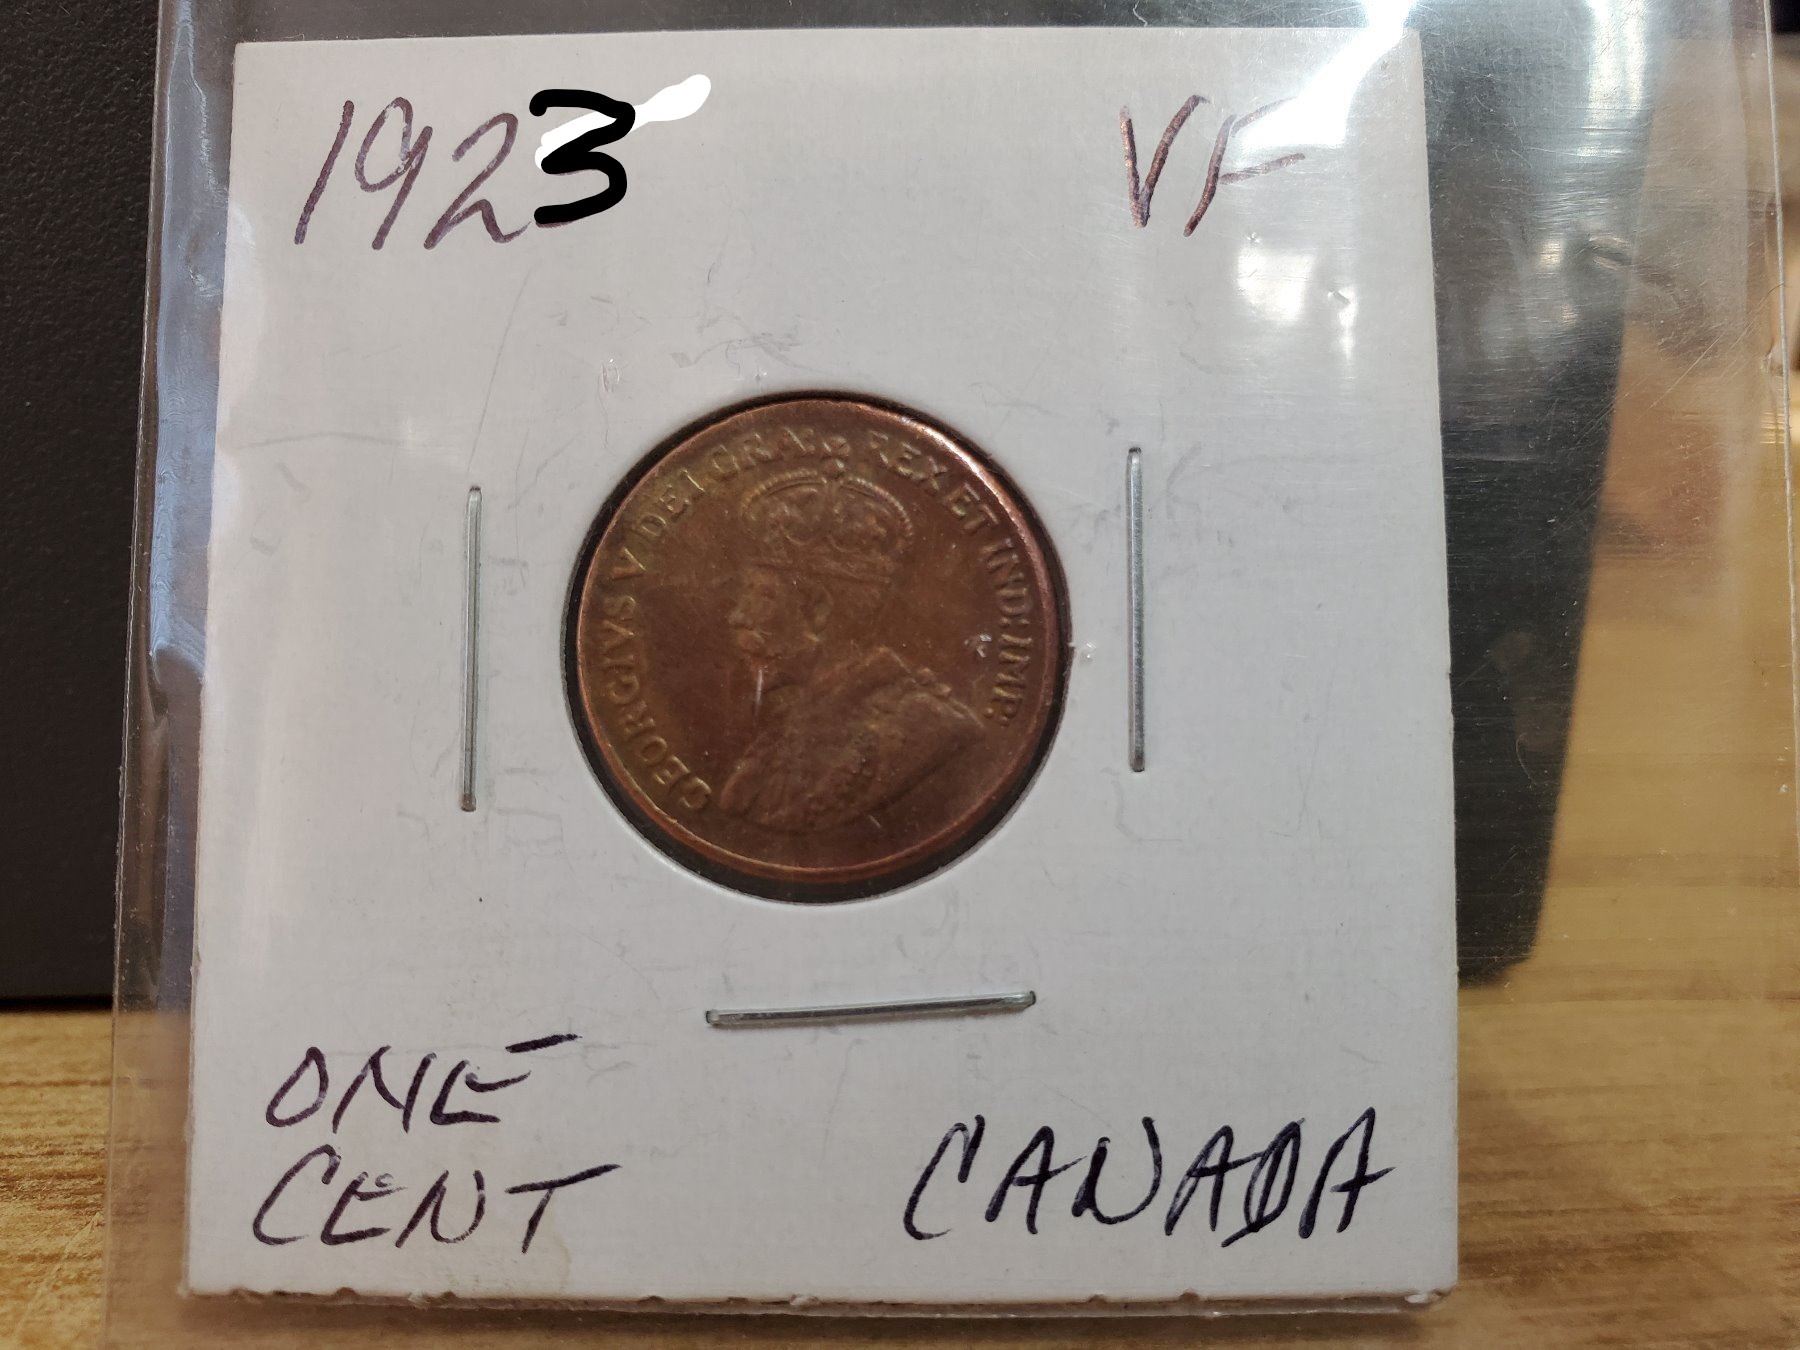 1923 VF
GEORGIVS V DEI GRA: REX ET IND:IMP:
ONE
CENT CANADA